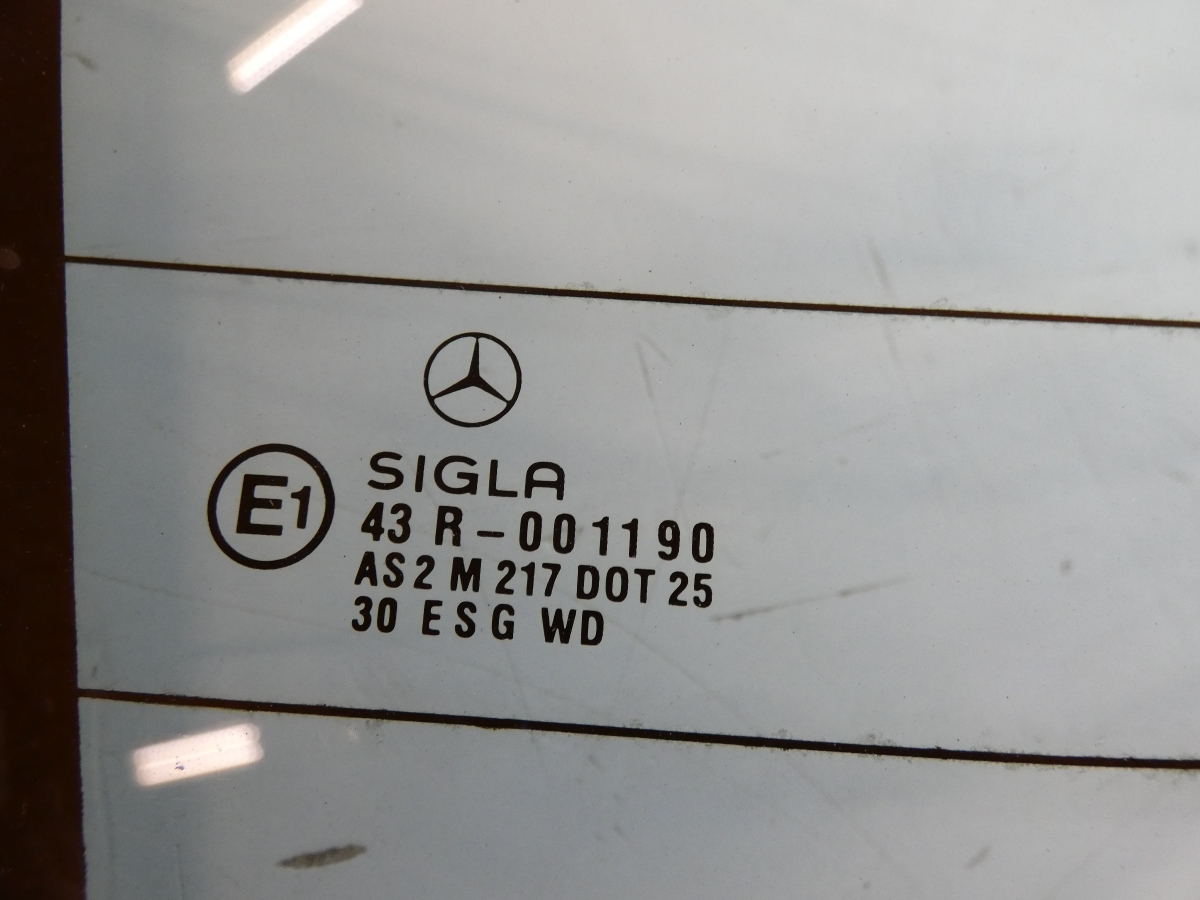 SIGLA
E1
43 R-001190
AS2 M217 DOT 25
30 ESG WD